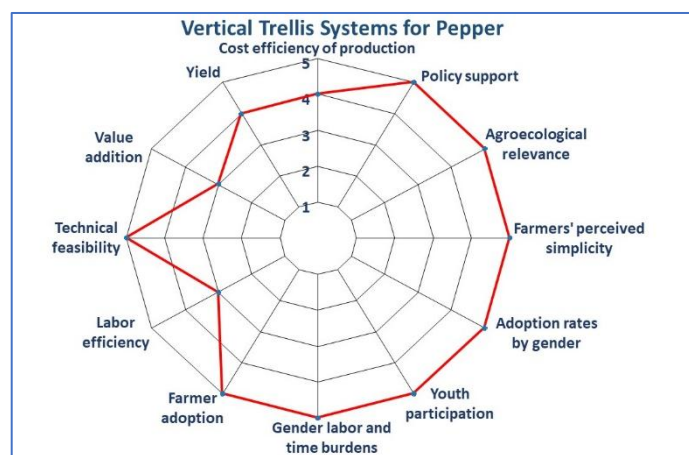 Vertical Trellis Systems for Pepper
Cost efficiency of production
5
4
3
2
1
Policy support
Agroecological
relevance
Farmers' perceived
simplicity
Adoption rates
by gender
Youth
participation
Gender labor and
time burdens
Farmer
adoption
Labor
efficiency
Technical
feasibility
Value
addition
Yield